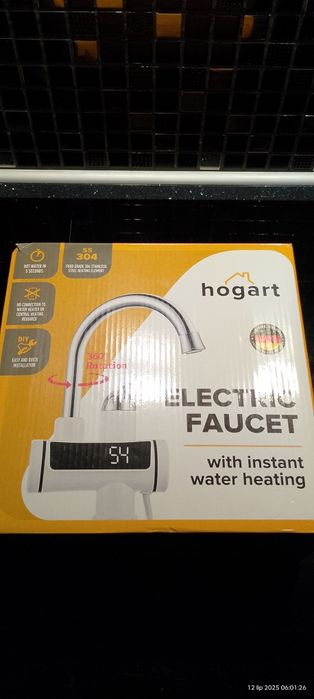 HOT WATER IN
5 SECONDS
SS
304
FOOD GRADE 304 STAINLESS
STEEL HEATING ELEMENT
hogart
NO CONNECTION TO
WATER HEATER OR
CENTRAL HEATING
REQUIRED
DIY
EASY AND QUICK
INSTALLATION
360°
Rotation
ELECTRIC
FAUCET
54
with instant
water heating
12 lip 2025 06:01:26